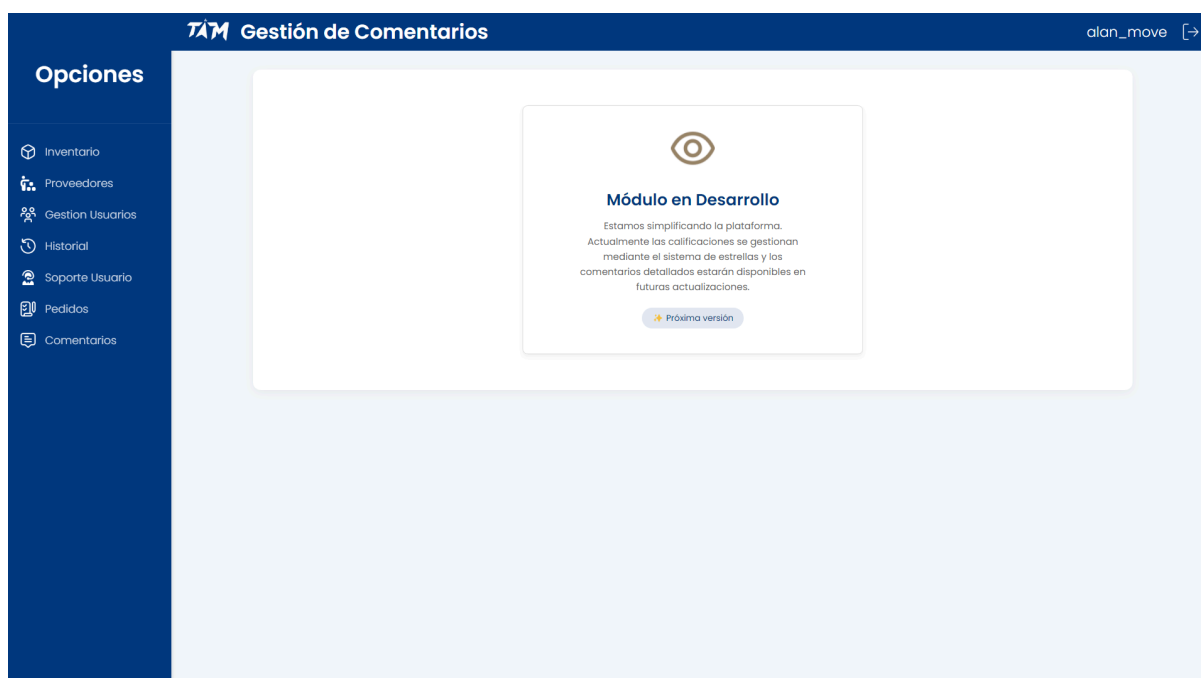 TAM Gestión de Comentarios
alan_move
Opciones
Inventario
Proveedores
Gestion Usuarios
Historial
Soporte Usuario
Pedidos
Comentarios
Módulo en Desarrollo
Estamos simplificando la plataforma.
Actualmente las calificaciones se gestionan
mediante el sistema de estrellas y los
comentarios detallados estarán disponibles en
futuras actualizaciones.
✨ Próxima versión